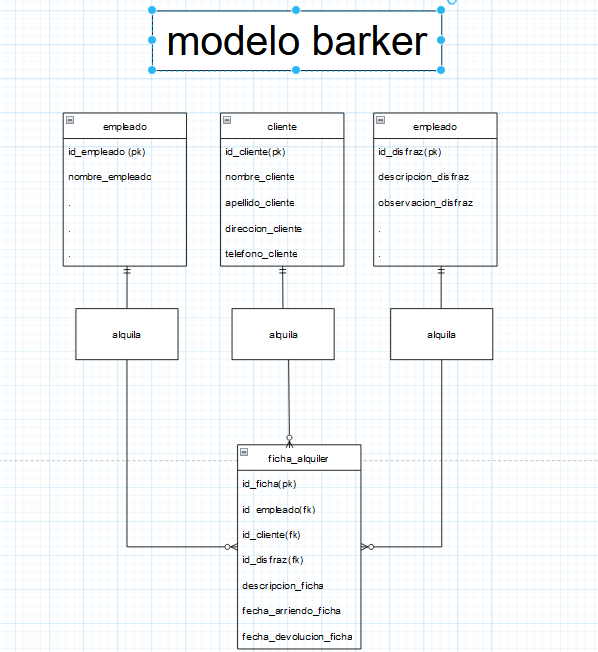 modelo barker
empleado
id_empleado (pk)
nombre_empleado
.
.
.
cliente
id_cliente(pk)
nombre_cliente
apellido_cliente
direccion_cliente
telefono_cliente
empleado
id_disfraz(pk)
descripcion_disfraz
observacion_disfraz
.
.
alquila
alquila
alquila
ficha_alquiler
id_ficha(pk)
id_empleado(fk)
id_cliente(fk)
id_disfraz(fk)
descripcion_ficha
fecha_arriendo_ficha
fecha_devolucion_ficha